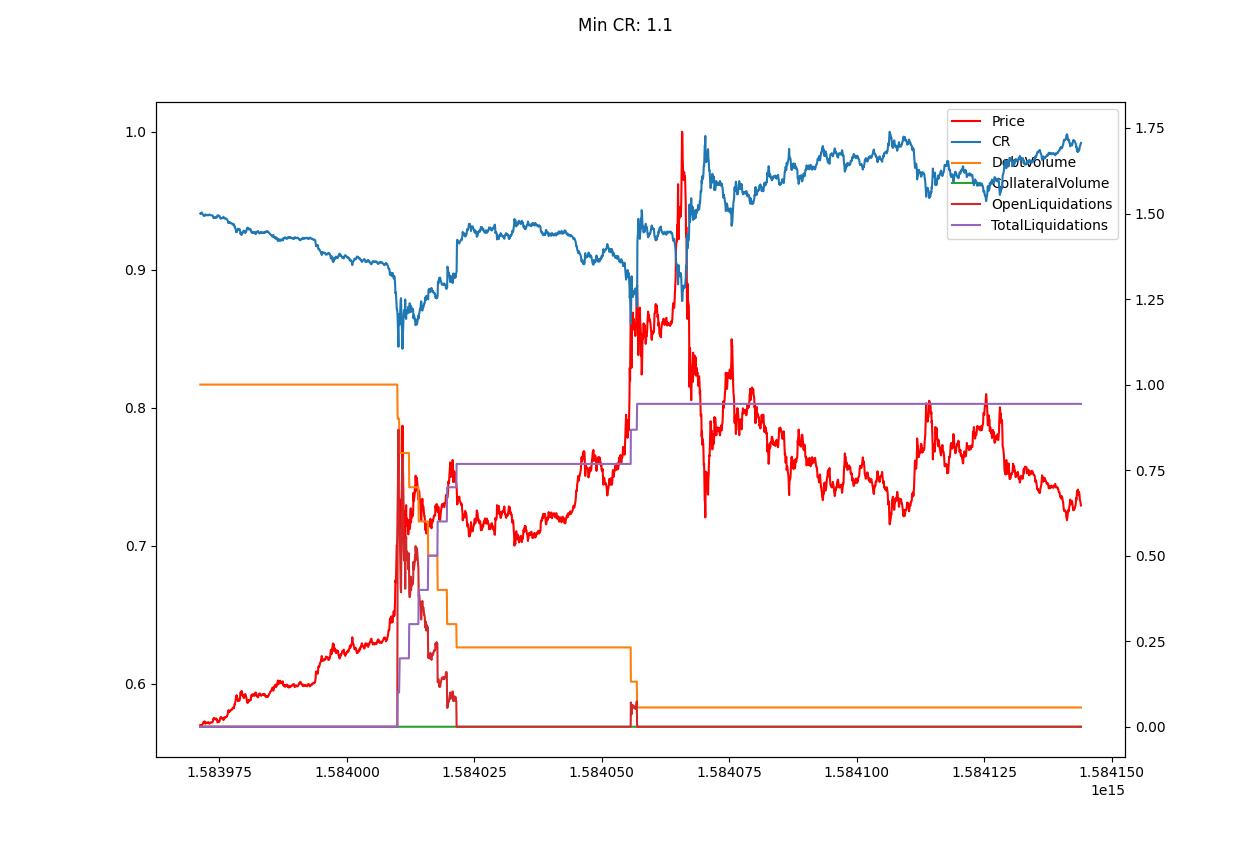 Min CR: 1.1
1.0
0.9
0.8
0.7
0.6
1.75
1.50
1.25
1.00
0.75
0.50
0.25
0.00
Price
CR
DebtVolume
CollateralVolume
OpenLiquidations
TotalLiquidations
1.583975 1.584000 1.584025 1.584050 1.584075 1.584100 1.584125 1.584150
1e15